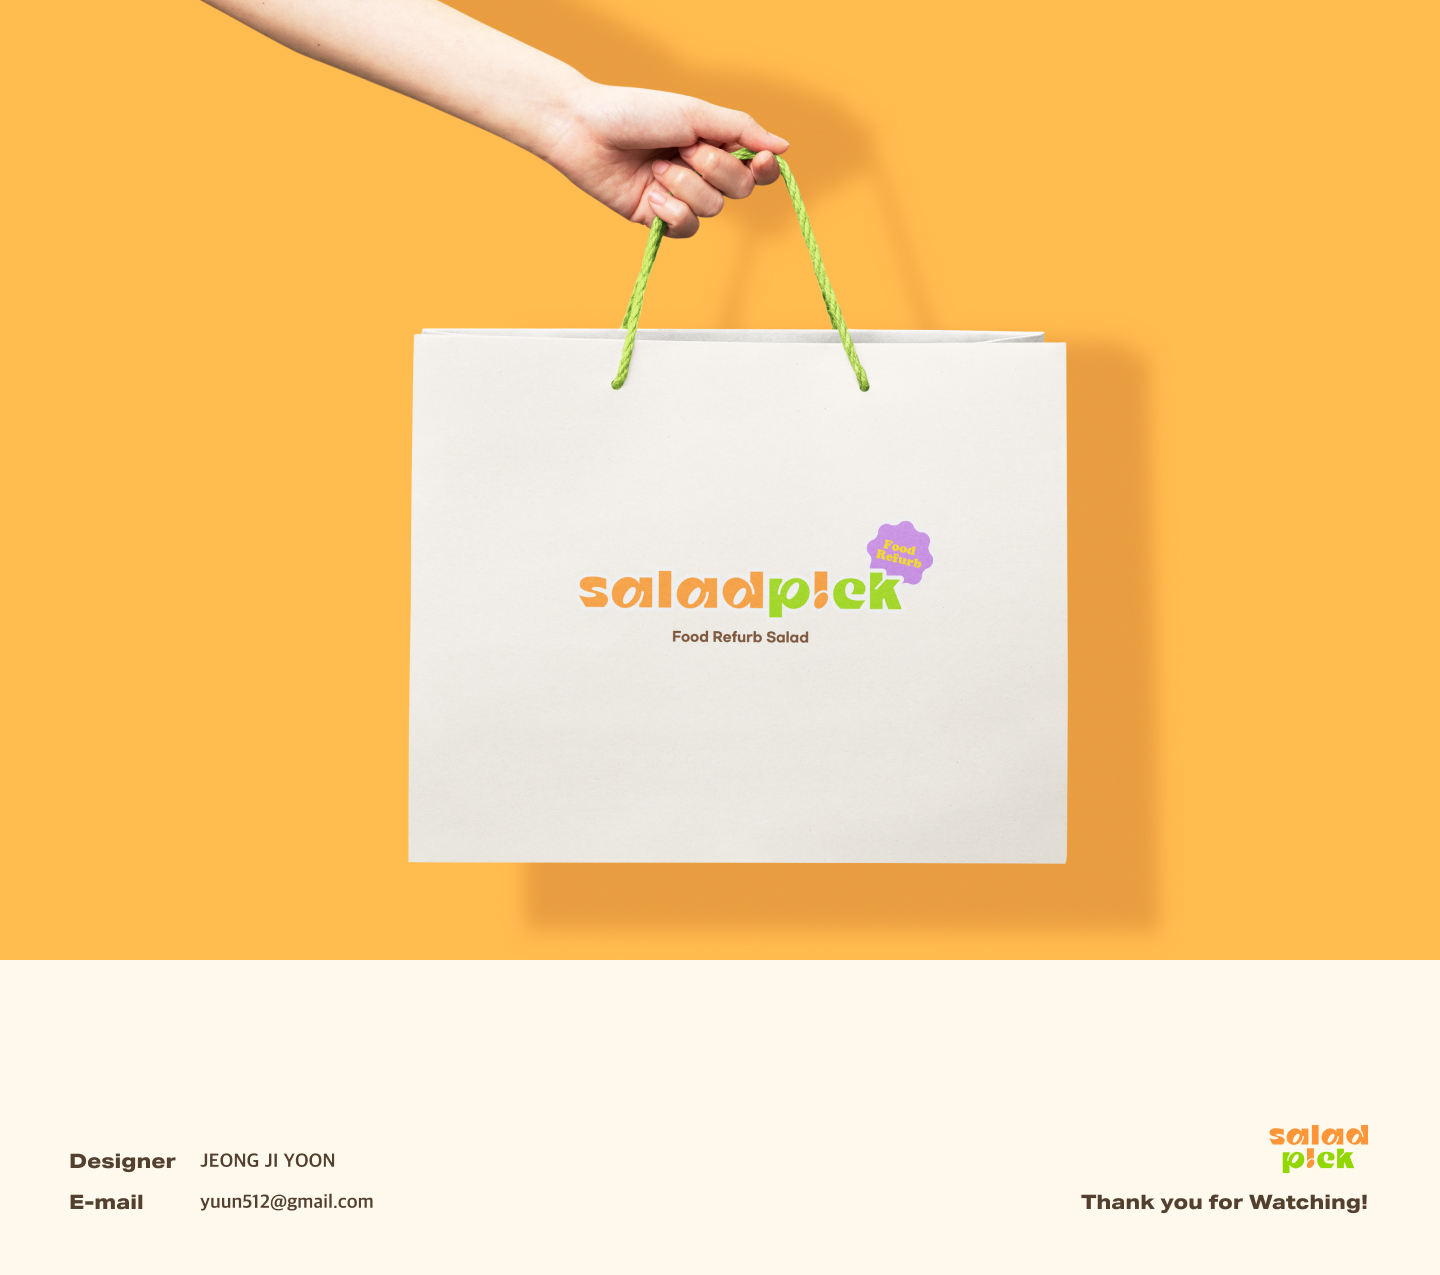 Food
Refurb
saladp!ck
Food Refurb Salad
salad
p!ck
Designer JEONG JI YOON
E-mail yuun512@gmail.com
Thank you for Watching!